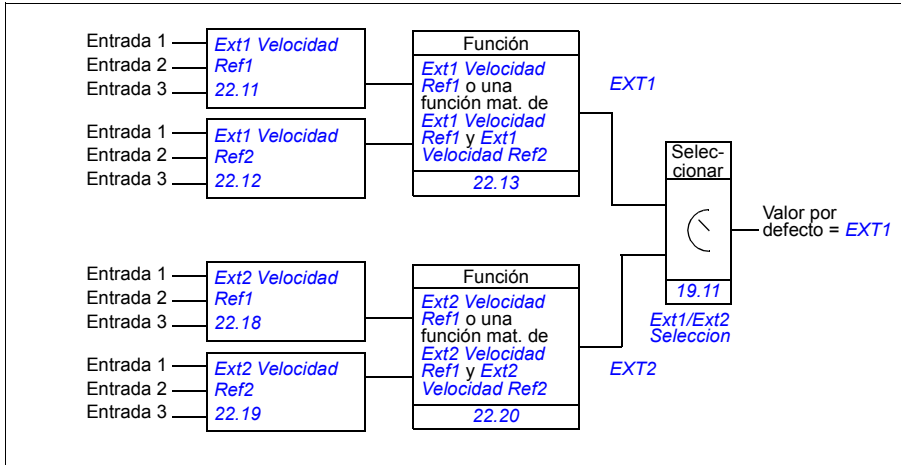 Entrada 1
Entrada 2
Entrada 3
Ext1 Velocidad
Ref1
22.11
Entrada 1
Entrada 2
Entrada 3
Ext1 Velocidad
Ref2
22.12
Función
Ext1 Velocidad
Ref1 o una
función mat. de
Ext1 Velocidad
Ref1 y Ext1
Velocidad Ref2
22.13
EXT1
Entrada 1
Entrada 2
Entrada 3
Ext2 Velocidad
Ref1
22.18
Entrada 1
Entrada 2
Entrada 3
Ext2 Velocidad
Ref2
22.19
Función
Ext2 Velocidad
Ref1 o una
función mat. de
Ext2 Velocidad
Ref1 y Ext2
Velocidad Ref2
22.20
EXT2
Selec-
cionar
19.11
Ext1/Ext2
Seleccion
Valor por
defecto = EXT1